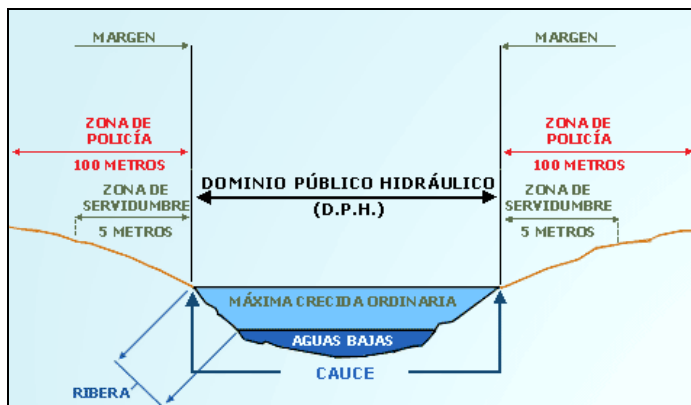 MARGEN
MARGEN
ZONA DE
POLICÍA
100 METROS
ZONA DE
POLICÍA
100 METROS
DOMINIO PÚBLICO HIDRÁULICO
(D.P.H.)
ZONA DE
SERVIDUMBRE
5 METROS
ZONA DE
SERVIDUMBRE
5 METROS
MÁXIMA CRECIDA ORDINARIA
AGUAS BAJAS
CAUCE
RIBERA